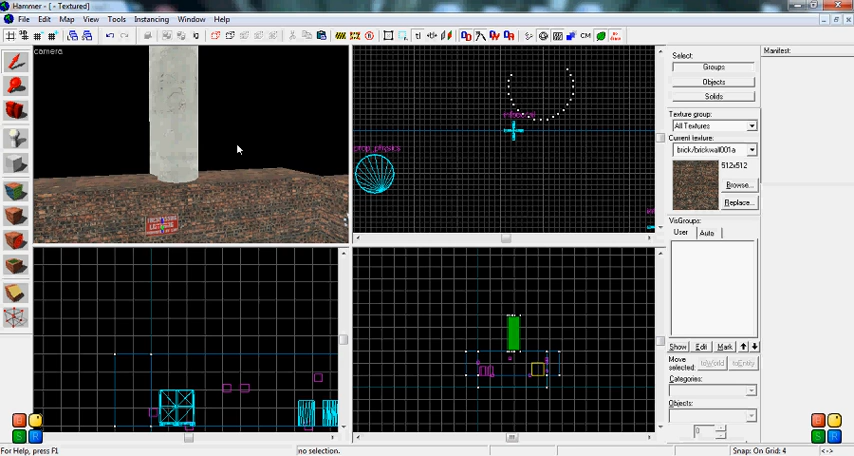 Hammer - [ - Textured]
File Edit Map View Tools Instancing Window Help
camera
prop_physics
Select:
Groups
Objects
Solids
Texture group:
All Textures
Current texture:
brick/brickwall001a
512x512
Browse...
Replace...
VisGroups:
User Auto
Show Edit Mark
Move selected:
toWorld toEntity
Categories:
Objects:
0
Manifest:
For Help, press F1
no selection.
Snap: On Grid: 4
<->